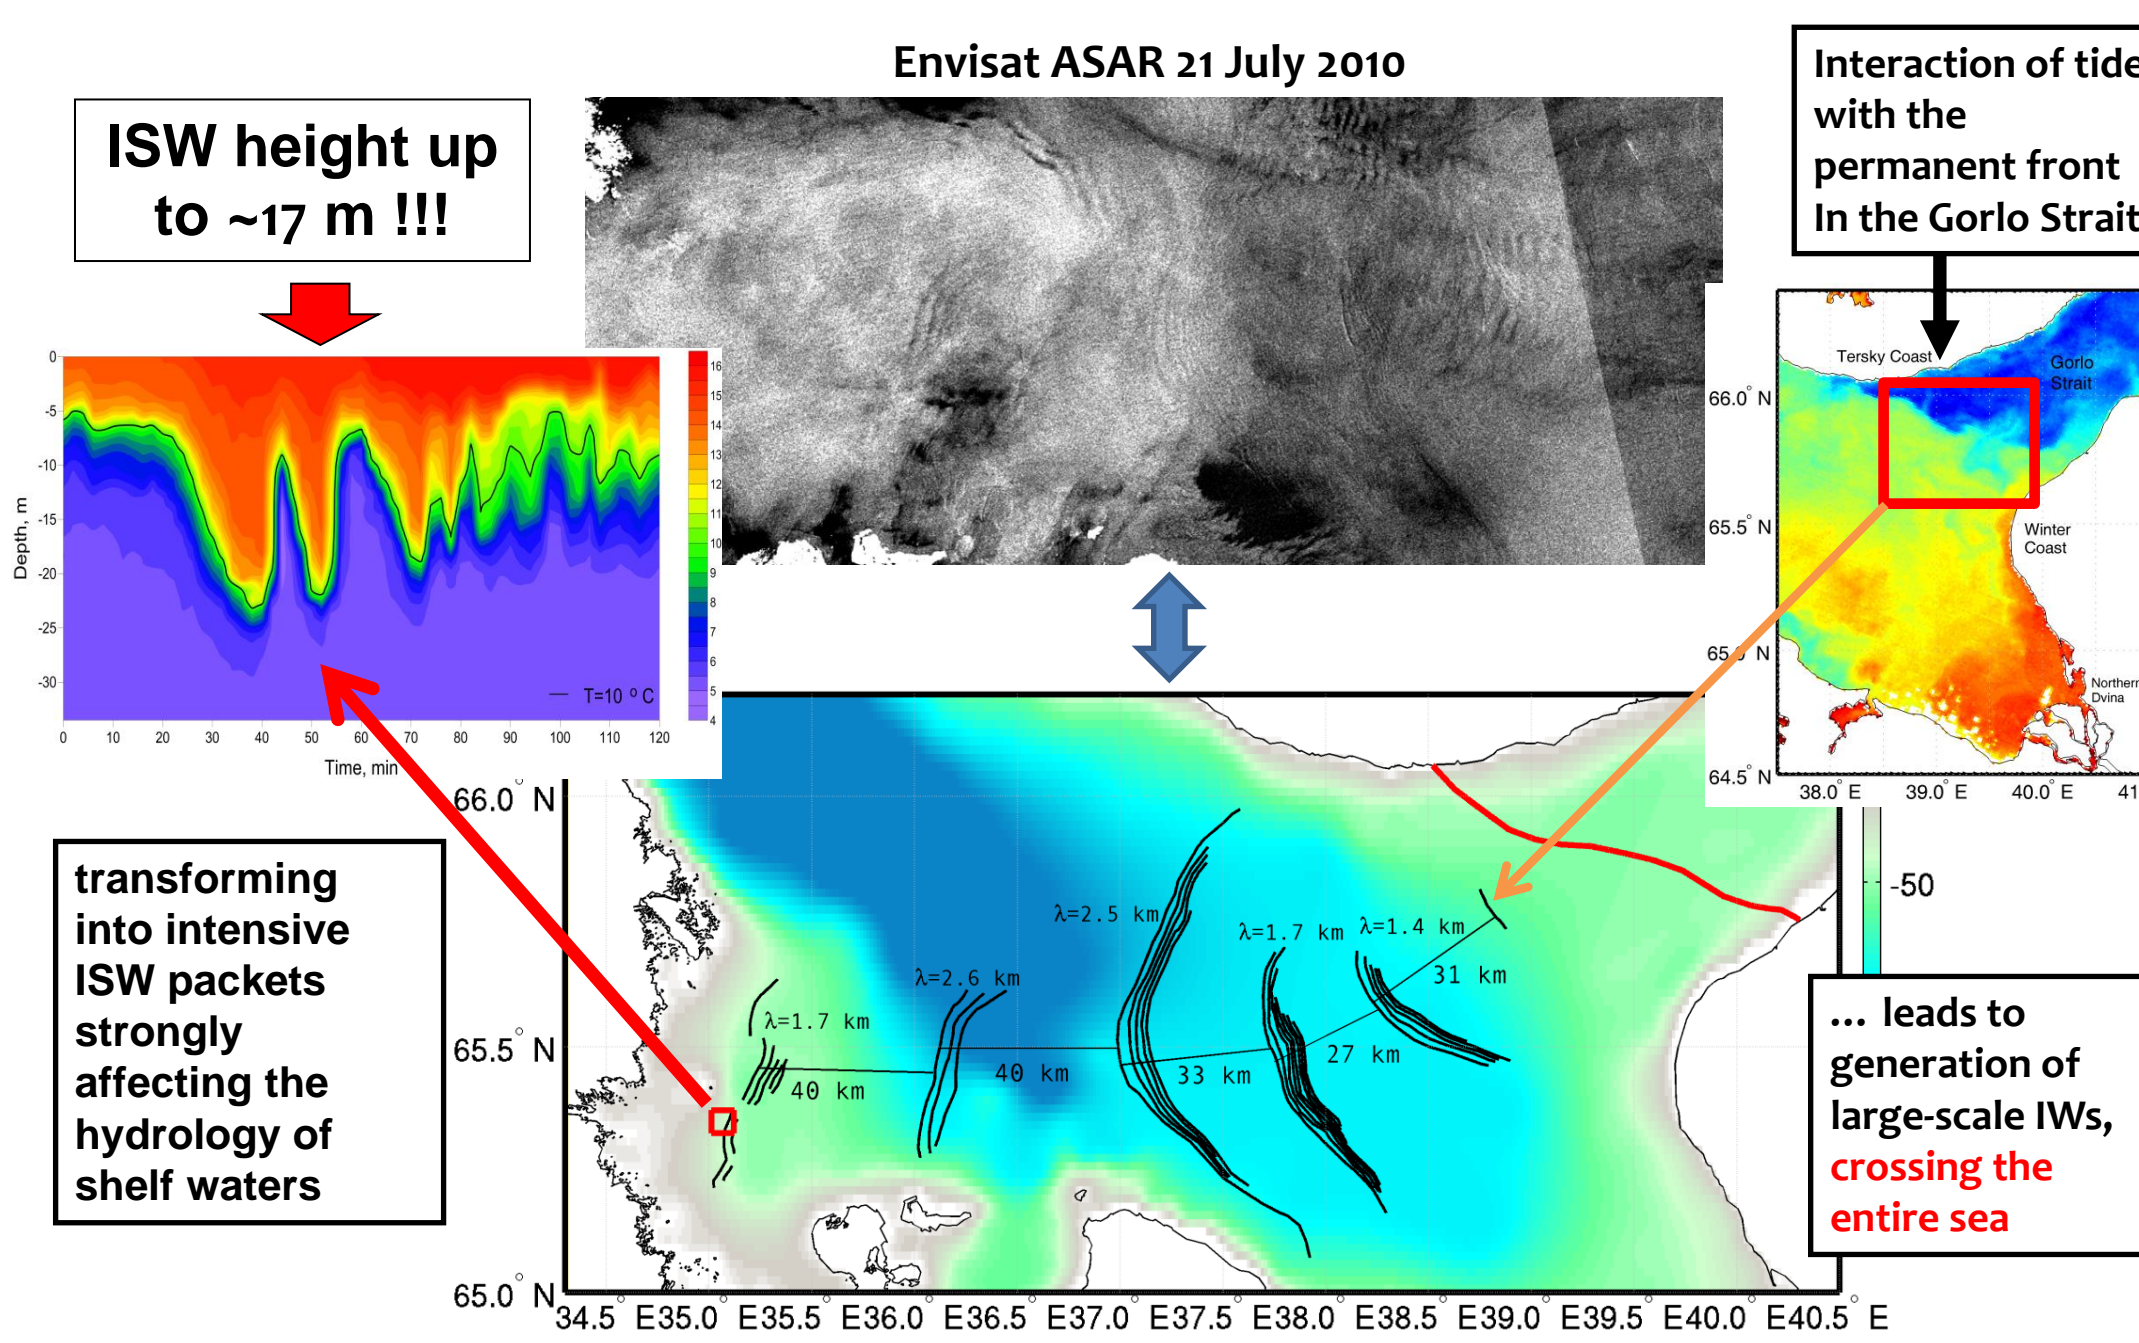 Envisat ASAR 21 July 2010
ISW height up
to ~17 m !!!
Interaction of tide
with the
permanent front
In the Gorlo Strait
0
-5
-10
-15
-20
-25
-30
Depth, m
0 10 20 30 40 50 60 70 80 90 100 110 120
Time, min
T=10 ° C
16
15
14
13
12
11
10
9
8
7
6
5
4
Tersky Coast
Gorlo
Strait
Winter
Coast
Northern
Dvina
66.0° N
65.5° N
65.0° N
64.5° N
38.0° E 39.0° E 40.0° E 41
transforming
into intensive
ISW packets
strongly
affecting the
hydrology of
shelf waters
66.0° N
65.5° N
65.0° N
34.5° E35.0° E35.5° E36.0° E36.5° E37.0° E37.5° E38.0° E38.5° E39.0° E39.5° E40.0° E40.5° E
λ=2.5 km
λ=1.7 km
λ=1.4 km
31 km
λ=2.6 km
λ=1.7 km
27 km
33 km
40 km
40 km
-50
... leads to
generation of
large-scale IWs,
crossing the
entire sea